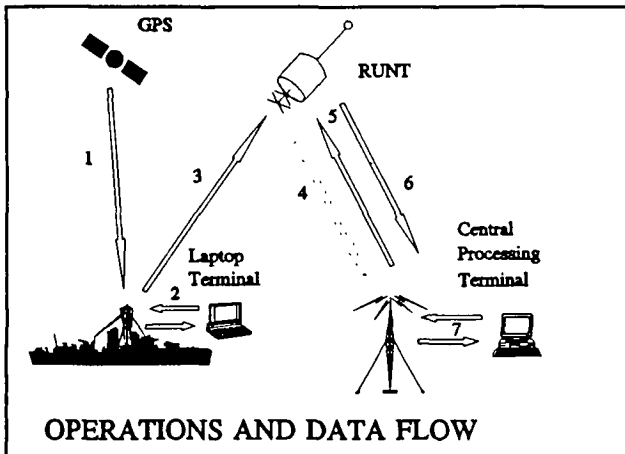 GPS
RUNT
1
3
5
4
6
Laptop
Terminal
2
Central
Processing
Terminal
7
OPERATIONS AND DATA FLOW